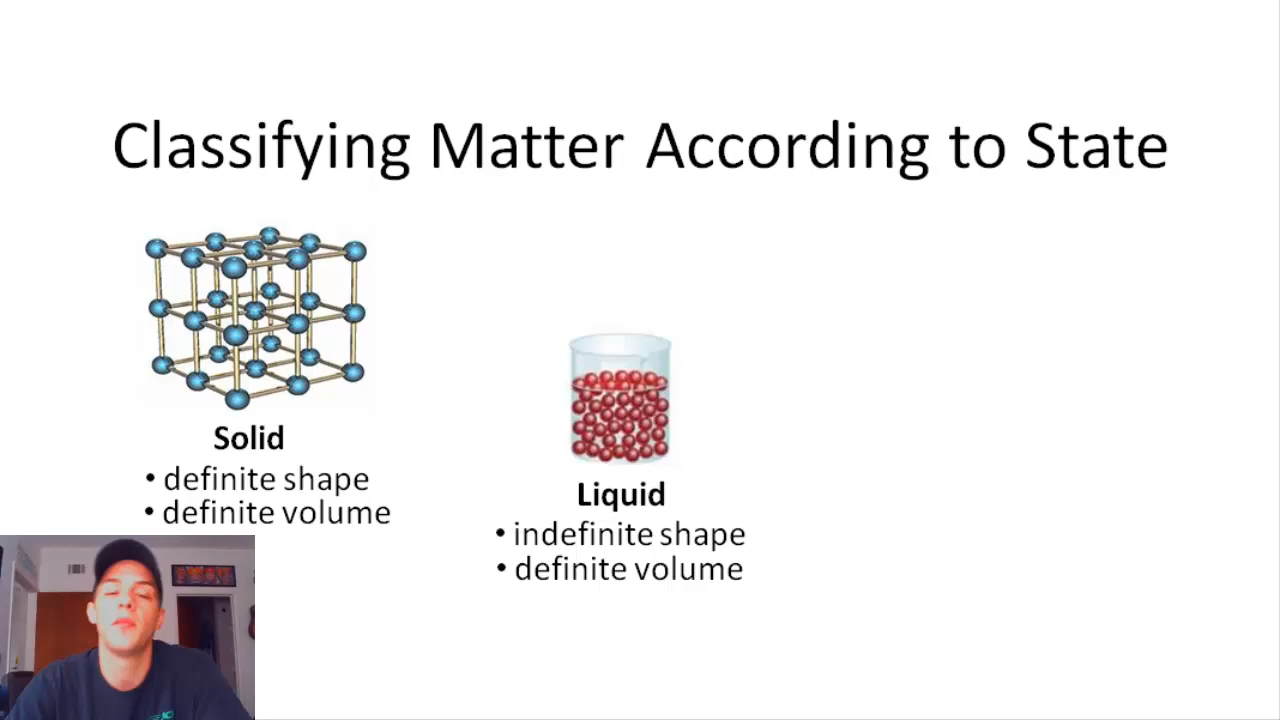 Classifying Matter According to State
Solid
• definite shape
• definite volume
Liquid
• indefinite shape
• definite volume